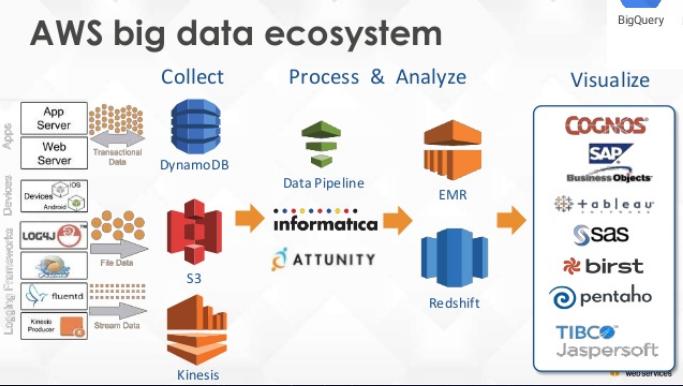 BigQuery
AWS big data ecosystem
Collect
Process & Analyze
Visualize
Apps
App
Server
Web
Server
Transactional
Data
DynamoDB
Devices
Devices
iOS
Android
Logging Frameworks
LOG4J
File Data
fluentd
Kinesis
Producer
Stream Data
S3
Kinesis
Data Pipeline
informatica
ATTUNITY
EMR
Redshift
COGNOS
SAP
Business Objects
+ableau
SOFTWARE
sas
birst
pentaho
TIBCO
Jaspersoft
web services